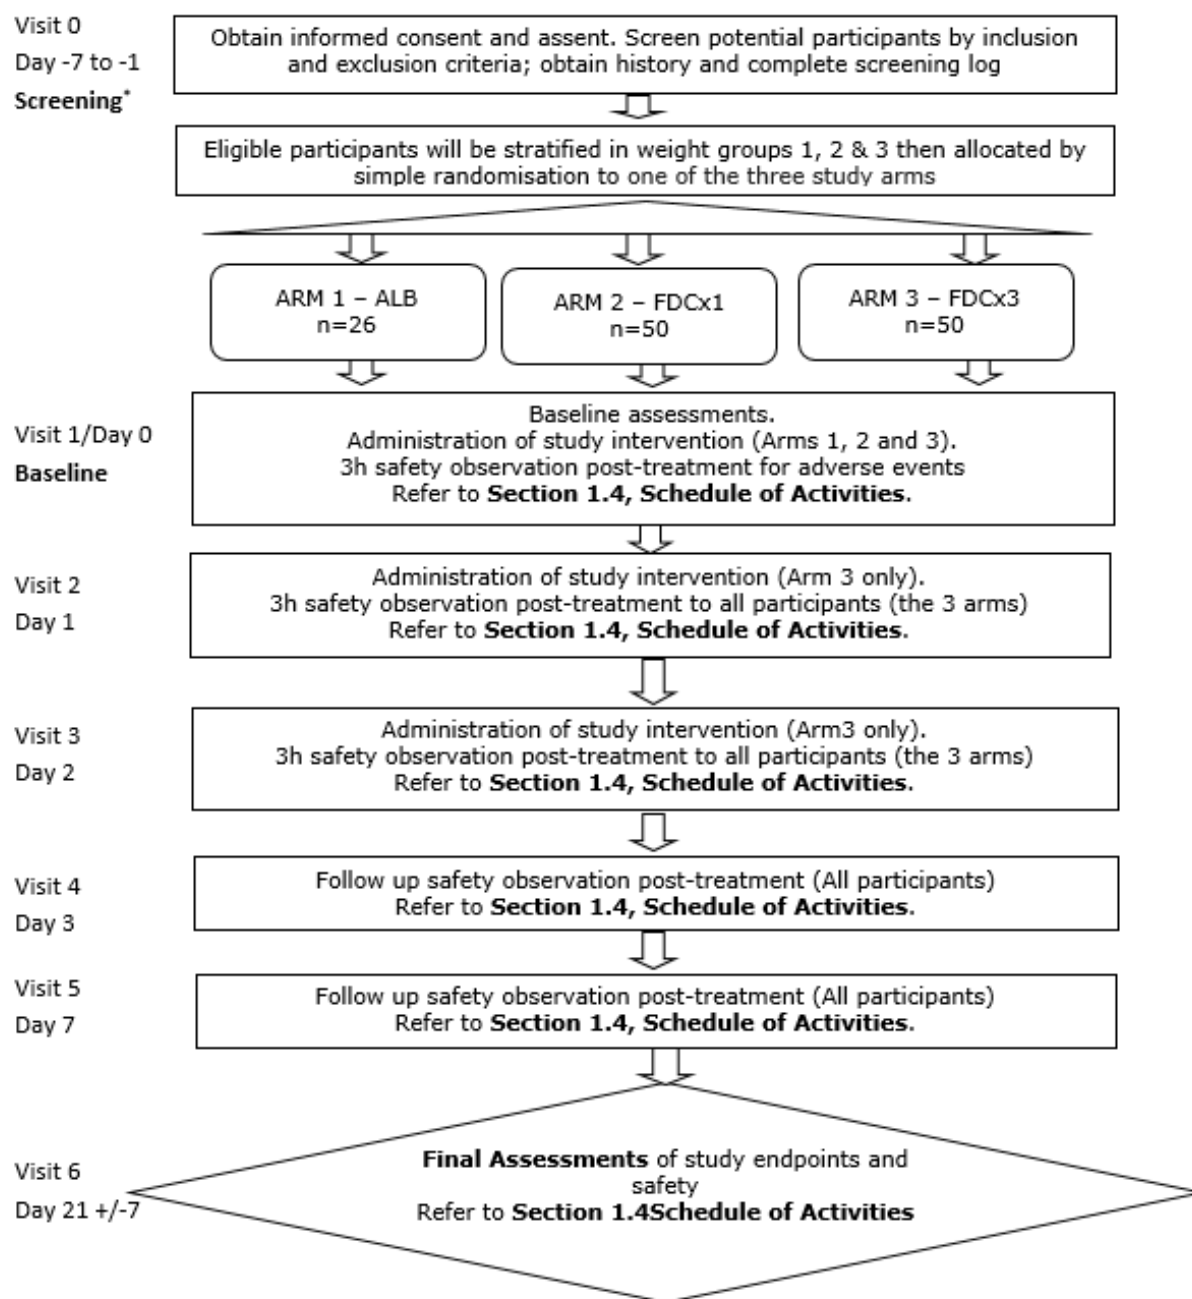 Visit 0
Day -7 to -1
Screening*
Obtain informed consent and assent. Screen potential participants by inclusion
and exclusion criteria; obtain history and complete screening log
Eligible participants will be stratified in weight groups 1, 2 & 3 then allocated by
simple randomisation to one of the three study arms
ARM 1 – ALB
n=26
ARM 2 – FDCx1
n=50
ARM 3 – FDCx3
n=50
Visit 1/Day 0
Baseline
Baseline assessments.
Administration of study intervention (Arms 1, 2 and 3).
3h safety observation post-treatment for adverse events
Refer to Section 1.4, Schedule of Activities.
Visit 2
Day 1
Administration of study intervention (Arm 3 only).
3h safety observation post-treatment to all participants (the 3 arms)
Refer to Section 1.4, Schedule of Activities.
Visit 3
Day 2
Administration of study intervention (Arm3 only).
3h safety observation post-treatment to all participants (the 3 arms)
Refer to Section 1.4, Schedule of Activities.
Visit 4
Day 3
Follow up safety observation post-treatment (All participants)
Refer to Section 1.4, Schedule of Activities.
Visit 5
Day 7
Follow up safety observation post-treatment (All participants)
Refer to Section 1.4, Schedule of Activities.
Visit 6
Day 21 +/-7
Final Assessments of study endpoints and
safety
Refer to Section 1.4Schedule of Activities